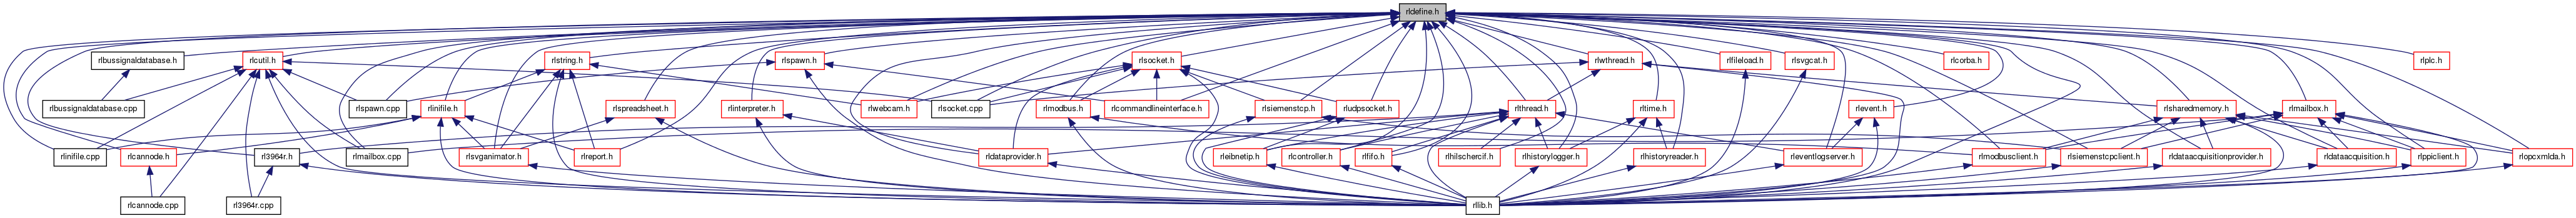 rldefine.h
rlbussignaldatabase.h
rlcutil.h
rlstring.h
rlspawn.h
rlsocket.h
rlwthread.h
rlfileload.h
rlsvgcat.h
rlcorba.h
rlplc.h
rlbussignaldatabase.cpp
rlspawn.cpp
rlinifile.h
rlspreadsheet.h
rlinterpreter.h
rlwebcam.h
rlsocket.cpp
rlmodbus.h
rlcommandlineinterface.h
rlsiemenstcp.h
rludpsocket.h
rlthread.h
rltime.h
rlevent.h
rlsharedmemory.h
rlmailbox.h
rlinifile.cpp
rlcannode.h
rl3964r.h
rlmailbox.cpp
rlsvganimator.h
rlreport.h
rldataprovider.h
rleibnetip.h
rlcontroller.h
rlfifo.h
rlhilschercif.h
rlhistorylogger.h
rlhistoryreader.h
rleventlogserver.h
rlmodbusclient.h
rlsiemenstcpclient.h
rldataacquisitionprovider.h
rldataacquisition.h
rlppiclient.h
rlopcxmlda.h
rlcannode.cpp
rl3964r.cpp
rllib.h